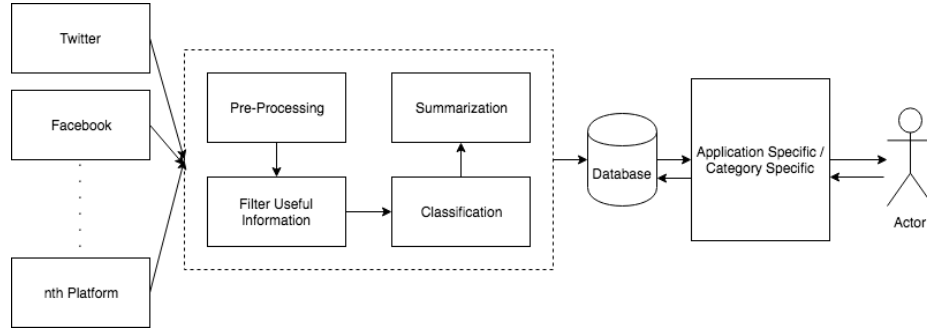 Twitter
Facebook
nth Platform
Pre-Processing
Filter Useful
Information
Summarization
Classification
Database
Application Specific /
Category Specific
Actor